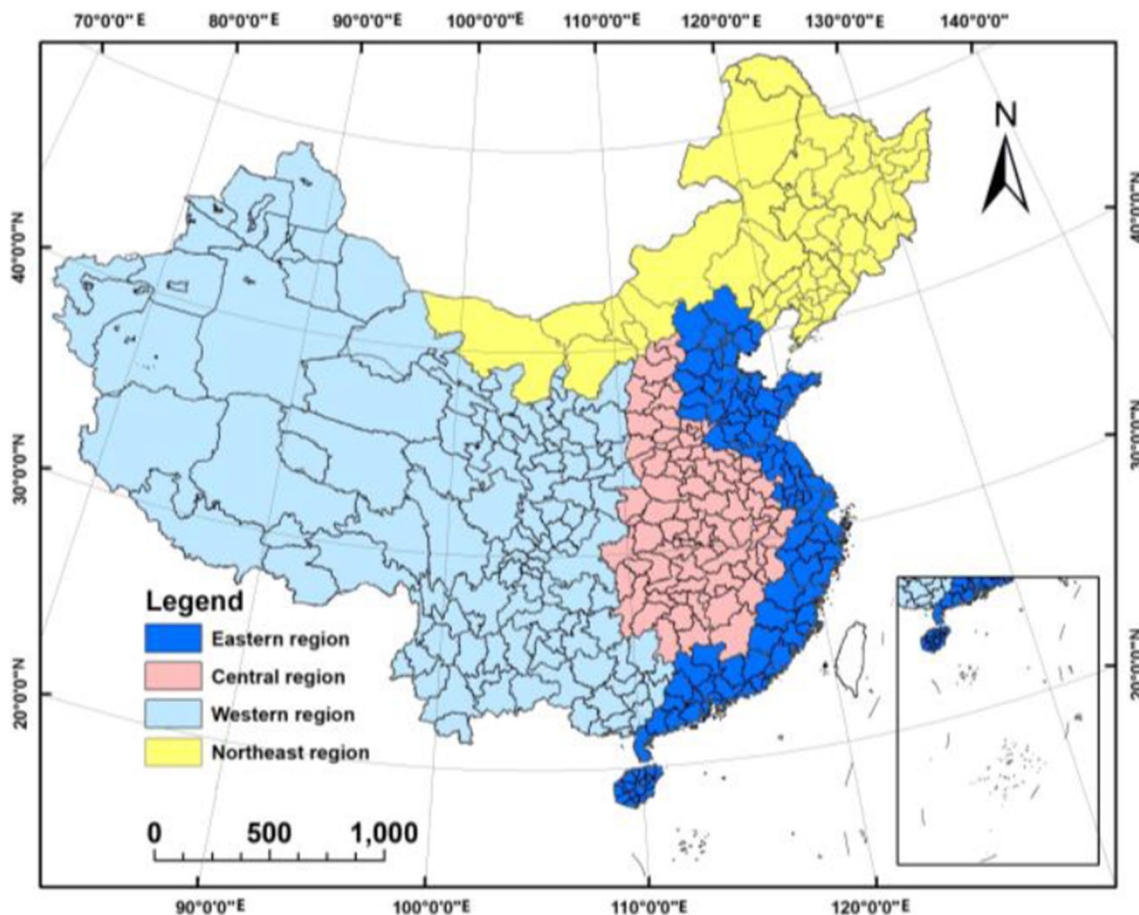 70°0'0"E 80°0'0"E 90°0'0"E 100°0'0"E 110°0'0"E 120°0'0"E 130°0'0"E 140°0'0"E
N
40°0'0"N
30°0'0"N
20°0'0"N
Legend
Eastern region
Central region
Western region
Northeast region
0 500 1,000
90°0'0"E 100°0'0"E 110°0'0"E 120°0'0"E